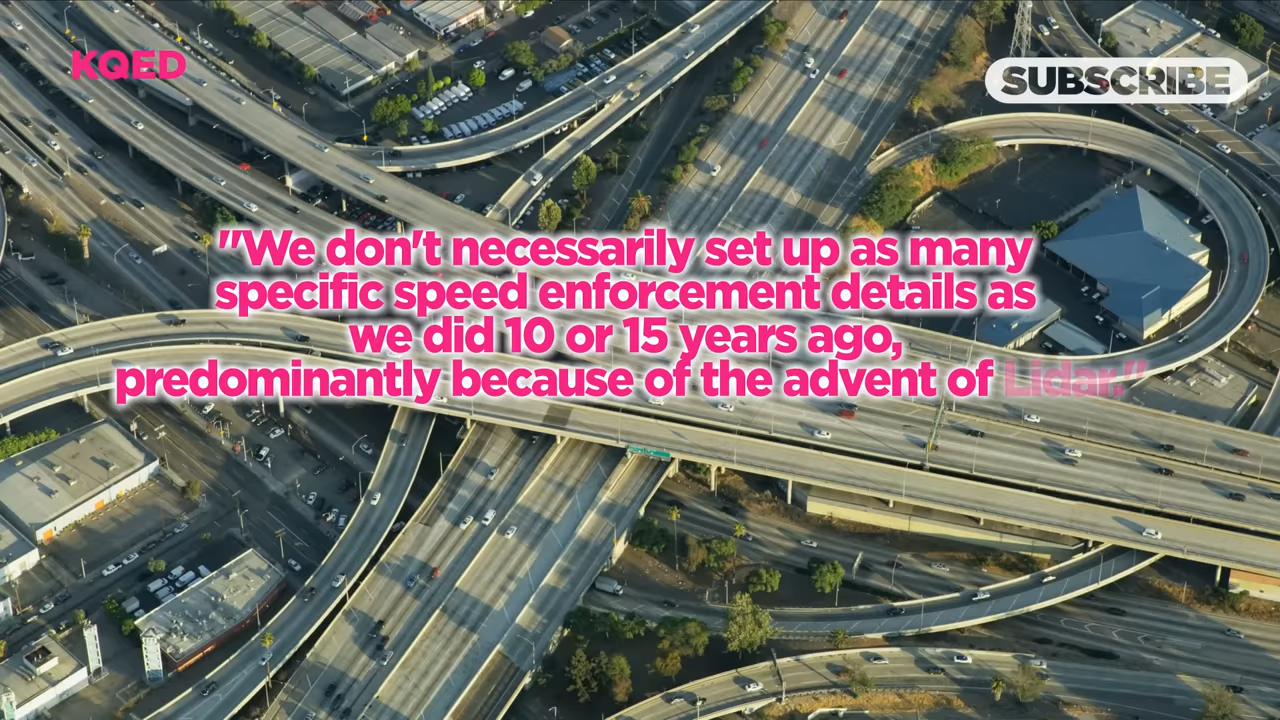 KQED
SUBSCRIBE
"We don't necessarily set up as many
specific speed enforcement details as
we did 10 or 15 years ago,
predominantly because of the advent of Lidar."